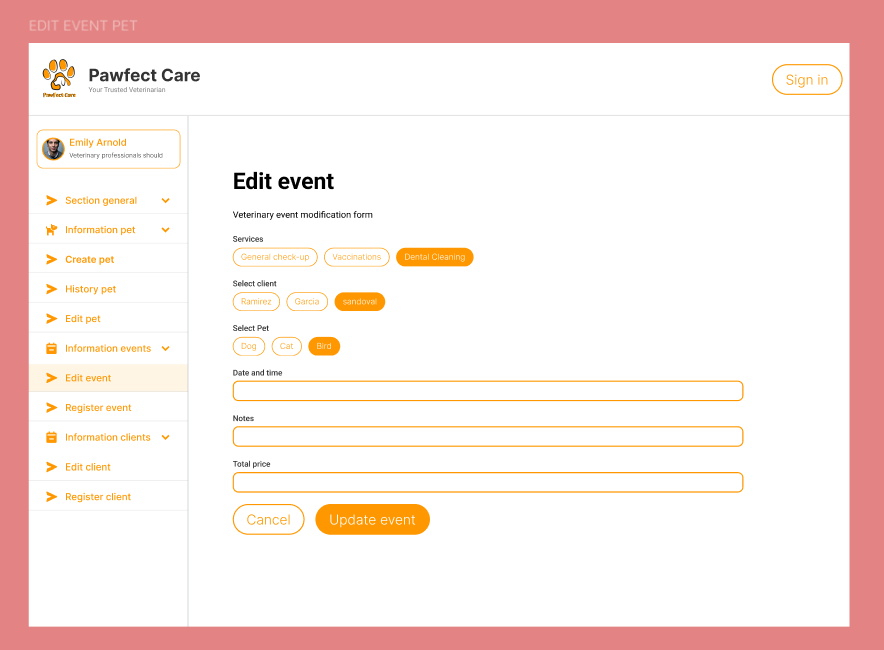 EDIT EVENT PET
PawFect Care
Pawfect Care
Your Trusted Veterinarian
Sign in
Emily Arnold
Veterinary professionals should
Section general
Information pet
Create pet
History pet
Edit pet
Information events
Edit event
Register event
Information clients
Edit client
Register client
Edit event
Veterinary event modification form
Services
General check-up Vaccinations Dental Cleaning
Select client
Ramirez Garcia sandoval
Select Pet
Dog Cat Bird
Date and time
Notes
Total price
Cancel Update event